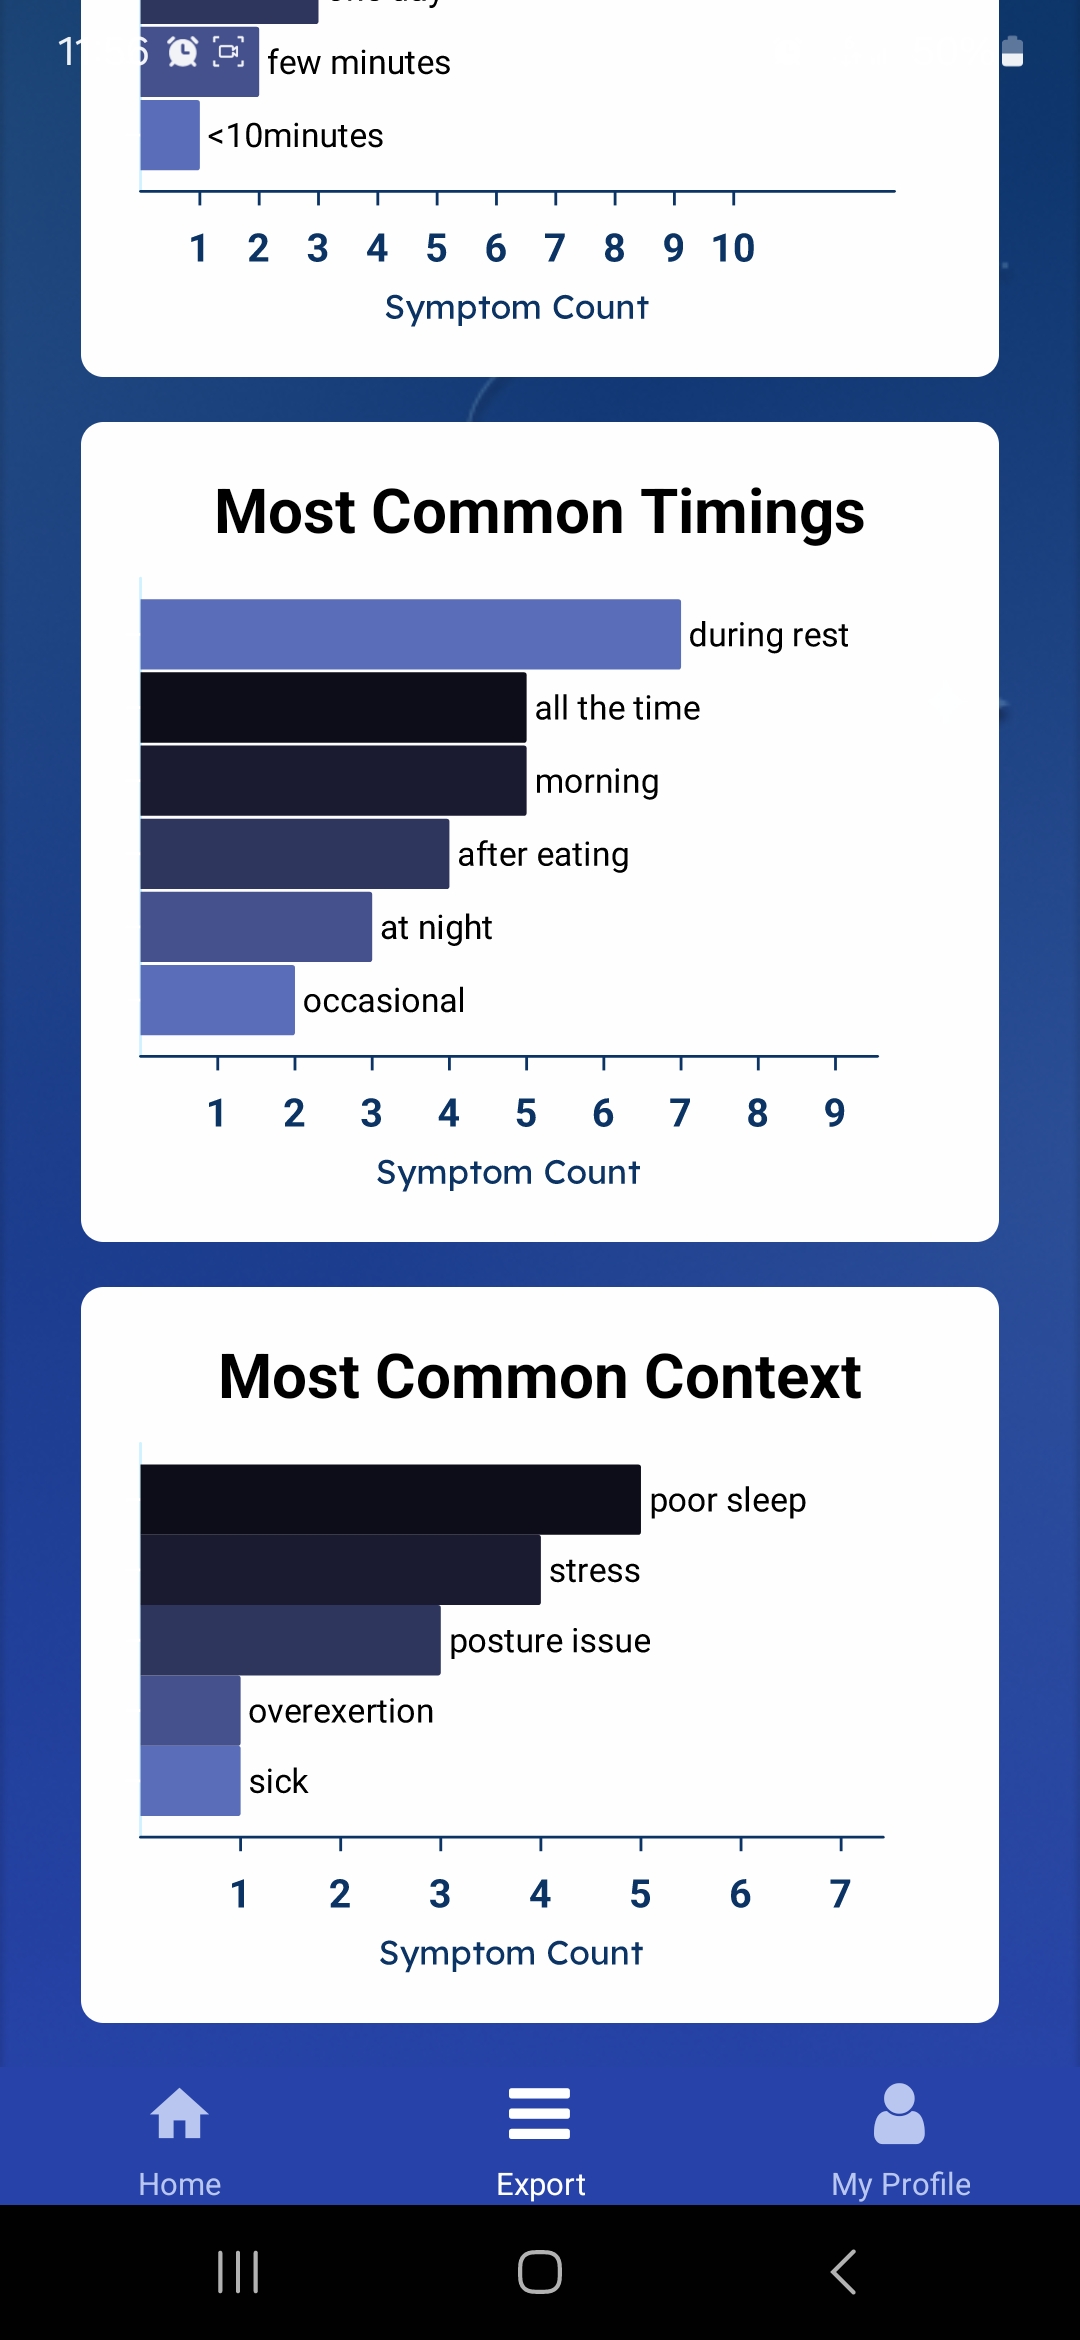 few minutes
<10minutes
1 2 3 4 5 6 7 8 9 10
Symptom Count
Most Common Timings
during rest
all the time
morning
after eating
at night
occasional
1 2 3 4 5 6 7 8 9
Symptom Count
Most Common Context
poor sleep
stress
posture issue
overexertion
sick
1 2 3 4 5 6 7
Symptom Count
Home Export My Profile